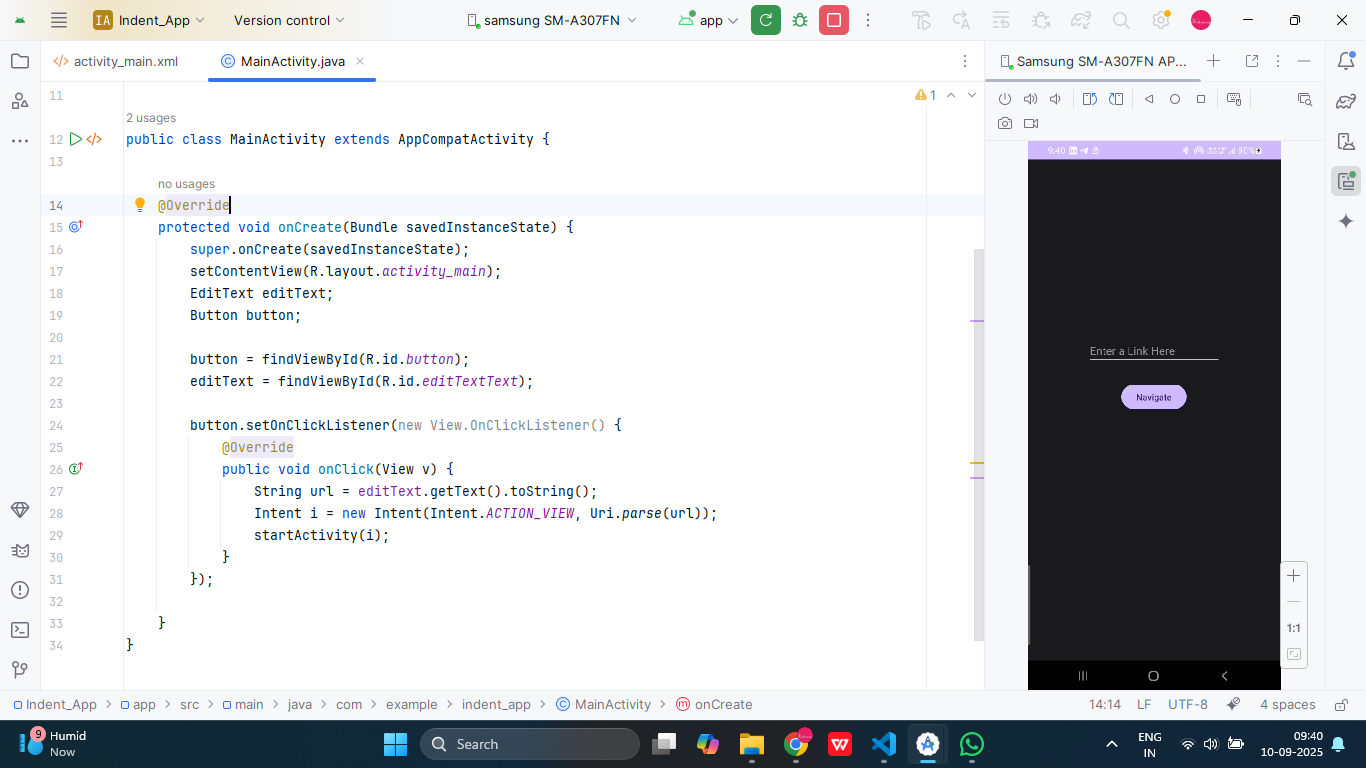 IA Indent_App Version control samsung SM-A307FN app
activity_main.xml MainActivity.java Samsung SM-A307FN AP...
11 1
2 usages
12 public class MainActivity extends AppCompatActivity {
13
no usages
14 @Override
15 protected void onCreate(Bundle savedInstanceState) {
16 super.onCreate(savedInstanceState);
17 setContentView(R.layout.activity_main);
18 EditText editText;
19 Button button;
20
21 button = findViewById(R.id.button);
22 editText = findViewById(R.id.editTextText);
23
24 button.setOnClickListener(new View.OnClickListener() {
25 @Override
26 public void onClick(View v) {
27 String url = editText.getText().toString();
28 Intent i = new Intent(Intent.ACTION_VIEW, Uri.parse(url));
29 startActivity(i);
30 }
31 });
32
33 }
34 }
9:40 90%
Enter a Link Here
Navigate
1:1
Indent_App > app > src > main > java > com > example > indent_app > MainActivity > onCreate 14:14 LF UTF-8 4 spaces
9 Humid
Now
Search
ENG
IN
09:40
10-09-2025